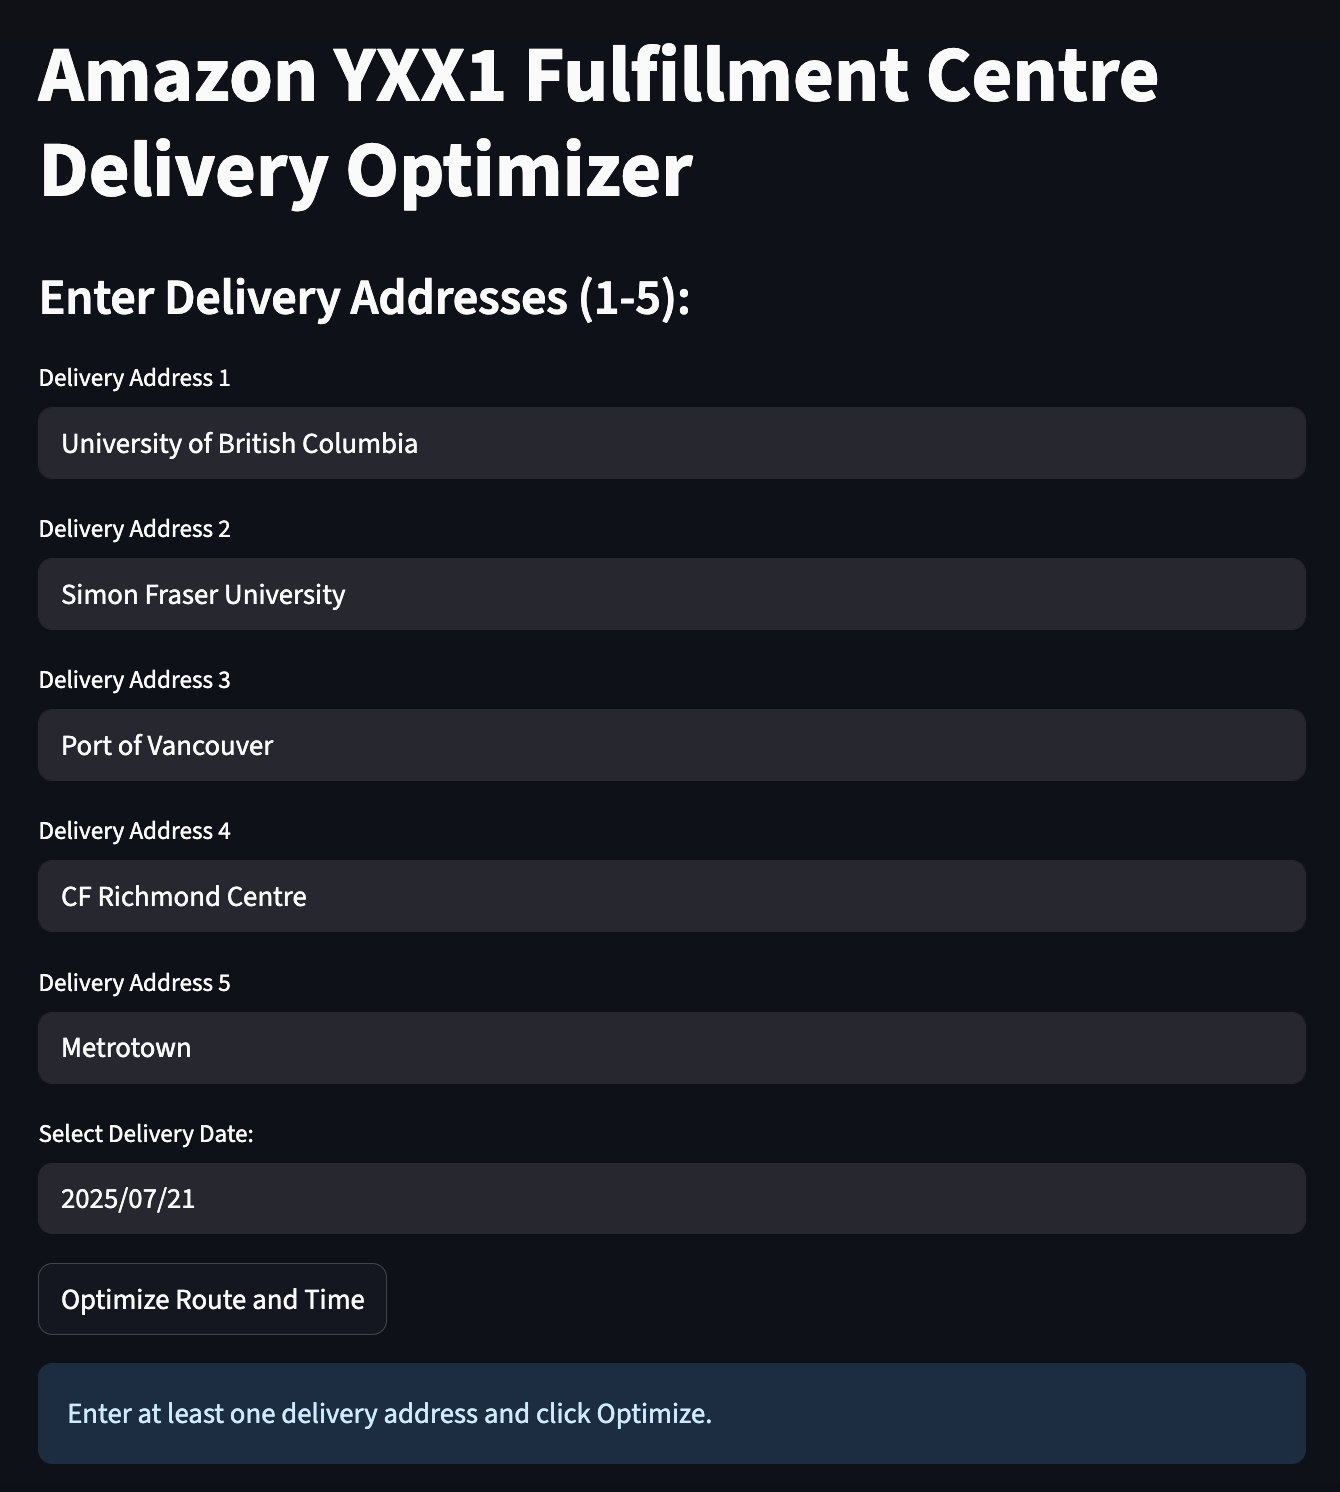 Amazon YXX1 Fulfillment Centre
Delivery Optimizer
Enter Delivery Addresses (1-5):
Delivery Address 1
University of British Columbia
Delivery Address 2
Simon Fraser University
Delivery Address 3
Port of Vancouver
Delivery Address 4
CF Richmond Centre
Delivery Address 5
Metrotown
Select Delivery Date:
2025/07/21
Optimize Route and Time
Enter at least one delivery address and click Optimize.